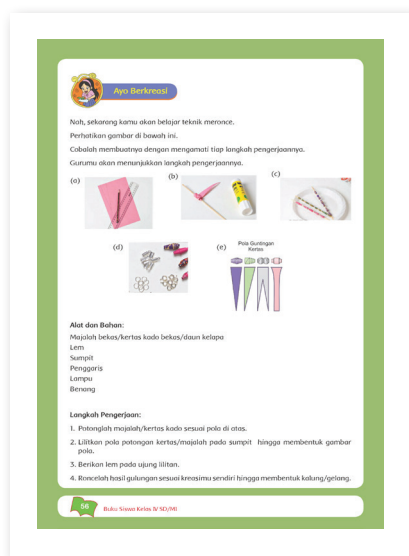 Ayo Berkreasi
Nah, sekarang kamu akan belajar teknik meronce.
Perhatikan gambar di bawah ini.
Cobalah membuatnya dengan mengamati tiap langkah pengerjaannya.
Gurumu akan menunjukkan langkah pengerjaannya.
(a)
(b)
(c)
(d)
(e)
Pola Guntingan
Kertas
Alat dan Bahan:
Majalah bekas/kertas kado bekas/daun kelapa
Lem
Sumpit
Penggaris
Lampu
Benang
Langkah Pengerjaan:
1. Potonglah majalah/kertas kado sesuai pola di atas.
2. Lilitkan pola potongan kertas/majalah pada sumpit hingga membentuk gambar
pola.
3. Berikan lem pada ujung lilitan.
4. Roncelah hasil gulungan sesuai kreasimu sendiri hingga membentuk kalung/gelang.
56
Buku Siswa Kelas IV SD/MI